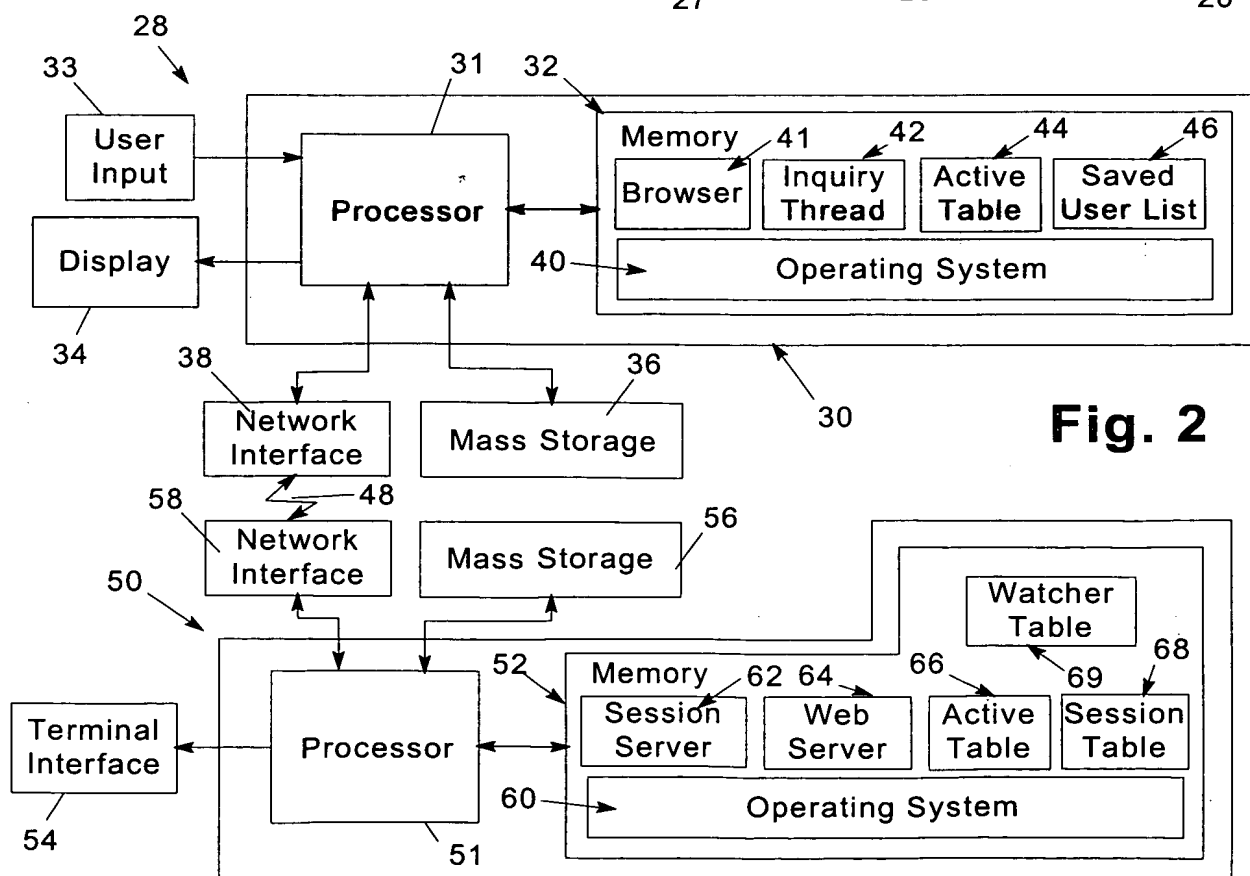 27
28
33
31
32
User
Input
Processor
Memory
41
42
44
46
Browser
Inquiry
Thread
Active
Table
Saved
User List
Display
40
Operating System
34
38
36
30
Network
Interface
Mass Storage
Fig. 2
48
58
56
Network
Interface
Mass Storage
50
Watcher
Table
52
Memory
62
64
66
69
68
Terminal
Interface
Processor
Session
Server
Web
Server
Active
Table
Session
Table
60
Operating System
54
51